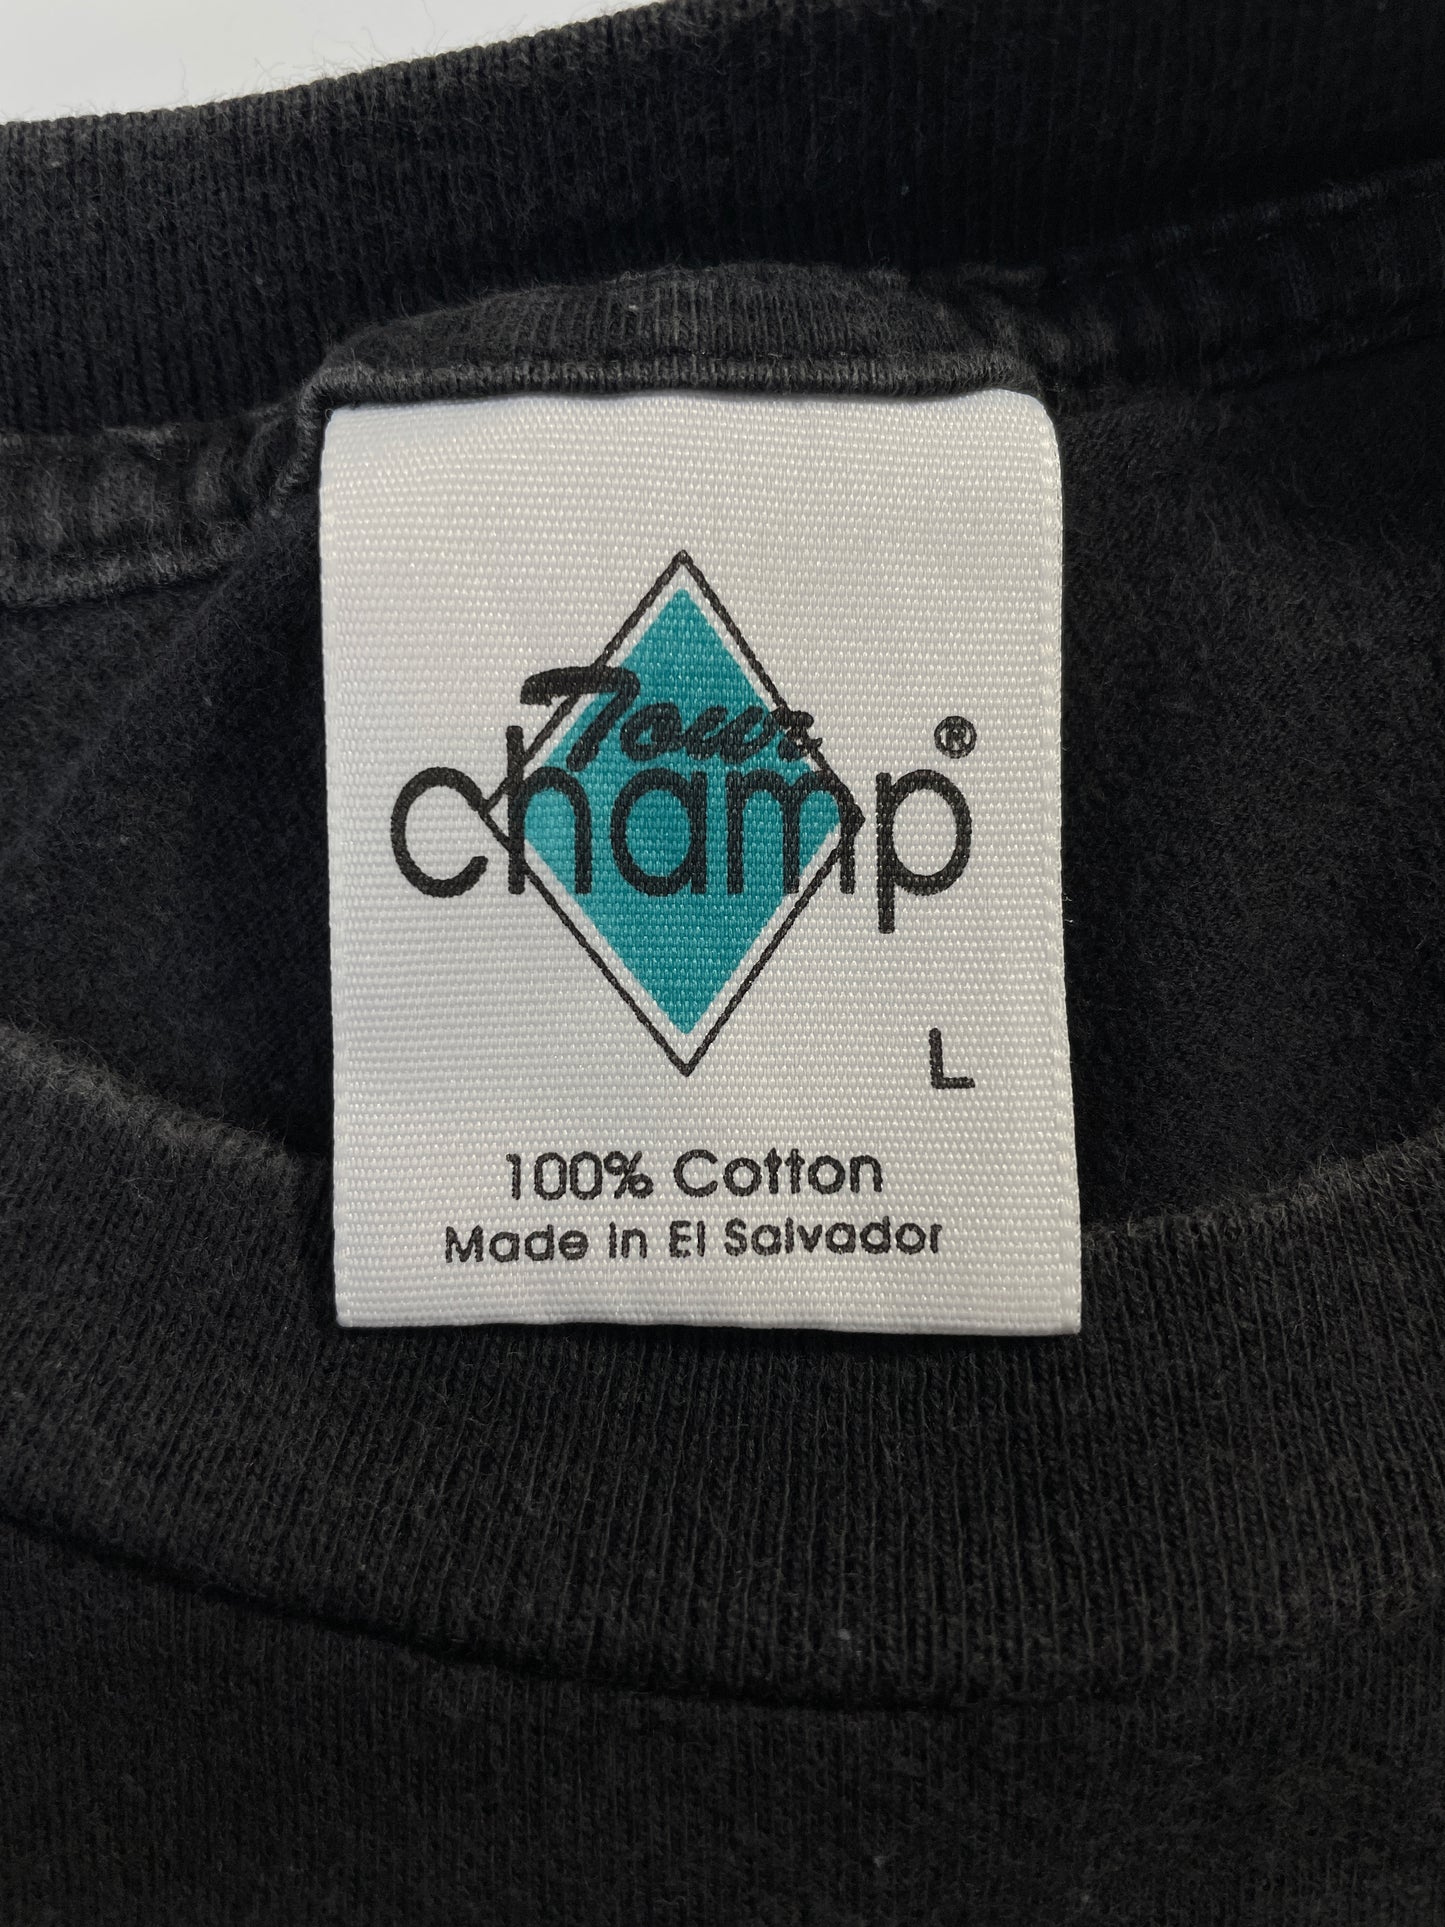 Tour
champ®
L
100% Cotton
Made in El Salvador